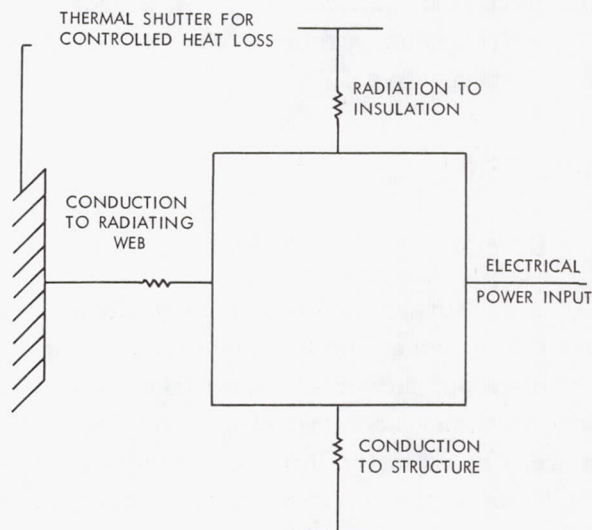 THERMAL SHUTTER FOR
CONTROLLED HEAT LOSS
RADIATION TO
INSULATION
CONDUCTION
TO RADIATING
WEB
ELECTRICAL
POWER INPUT
CONDUCTION
TO STRUCTURE